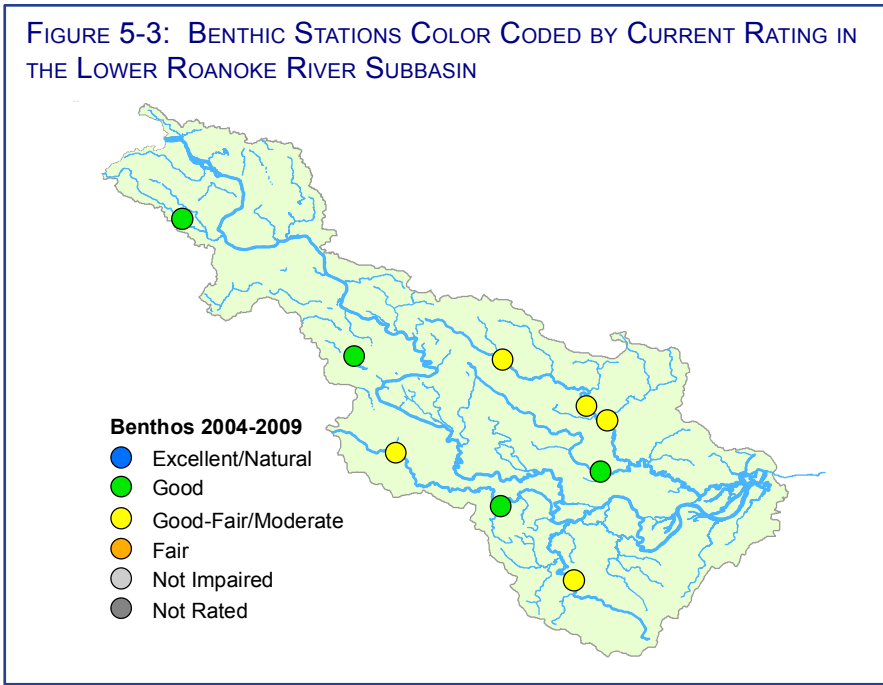 FIGURE 5-3: BENTHIC STATIONS COLOR CODED BY CURRENT RATING IN
THE LOWER ROANOKE RIVER SUBBASIN
Benthos 2004-2009
Excellent/Natural
Good
Good-Fair/Moderate
Fair
Not Impaired
Not Rated